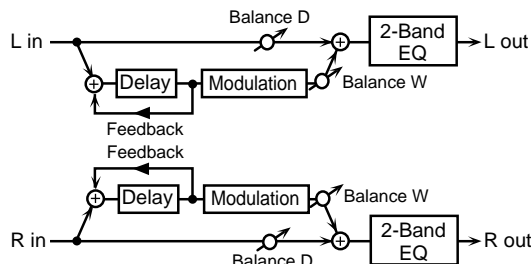 Balance D
L in
2-Band
EQ
L out
Delay
Modulation
Balance W
Feedback
Feedback
Delay
Modulation
Balance W
R in
2-Band
EQ
R out
Balance D